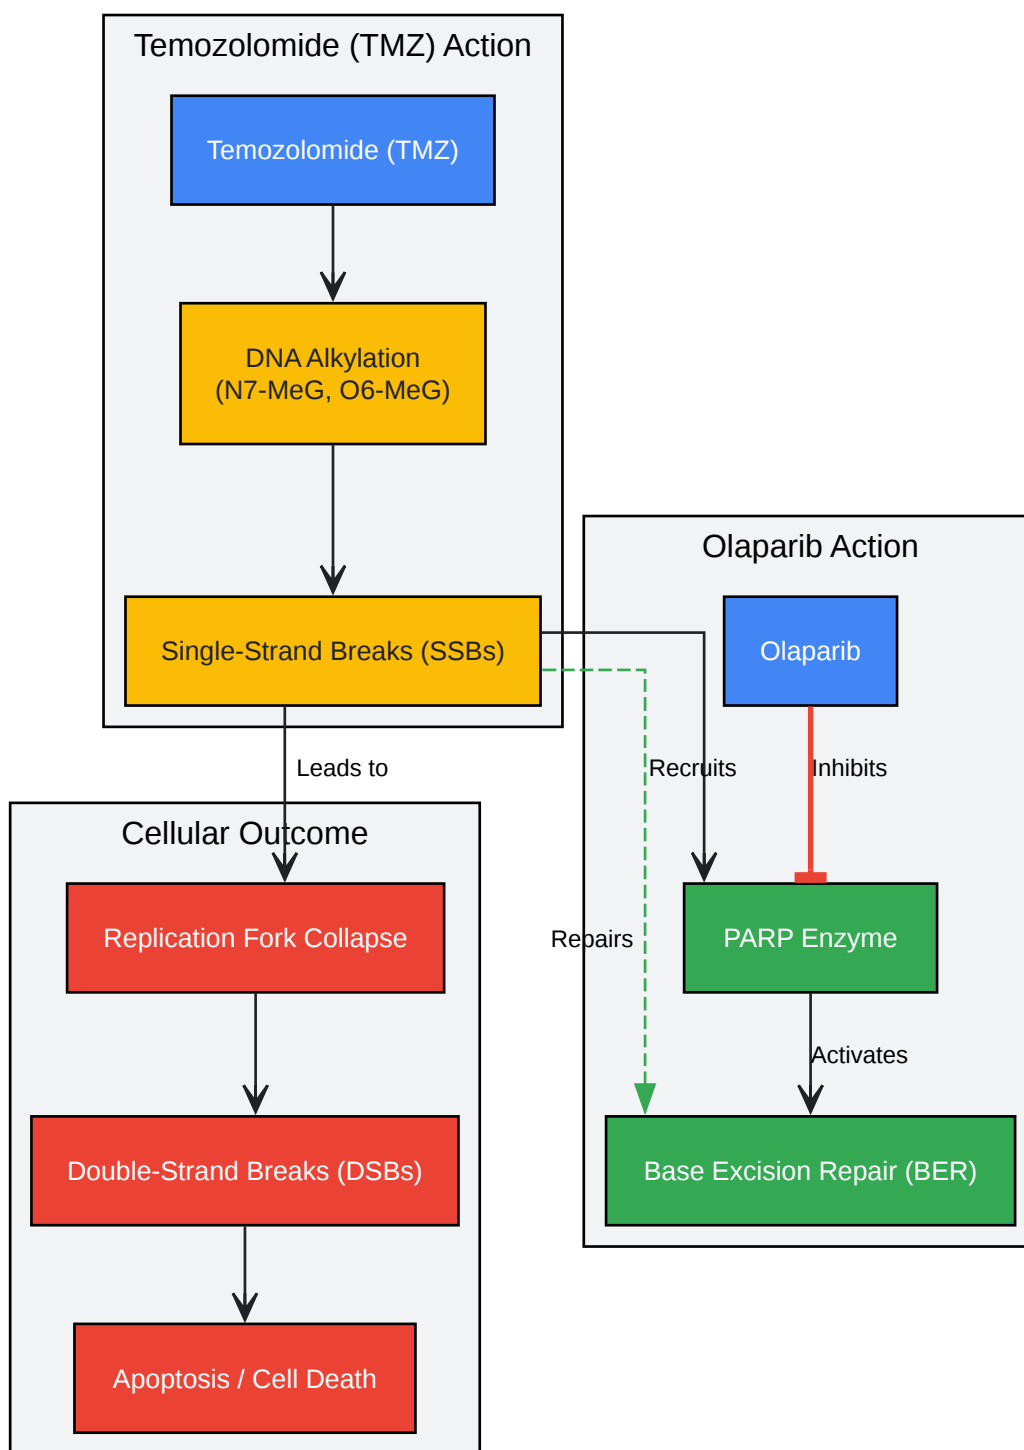 Temozolomide (TMZ) Action
Temozolomide (TMZ)
DNA Alkylation
(N7-MeG, O6-MeG)
Single-Strand Breaks (SSBs)
Olaparib Action
Olaparib
Leads to
Recruits
Inhibits
Cellular Outcome
Replication Fork Collapse
Repairs
PARP Enzyme
Activates
Double-Strand Breaks (DSBs)
Base Excision Repair (BER)
Apoptosis / Cell Death